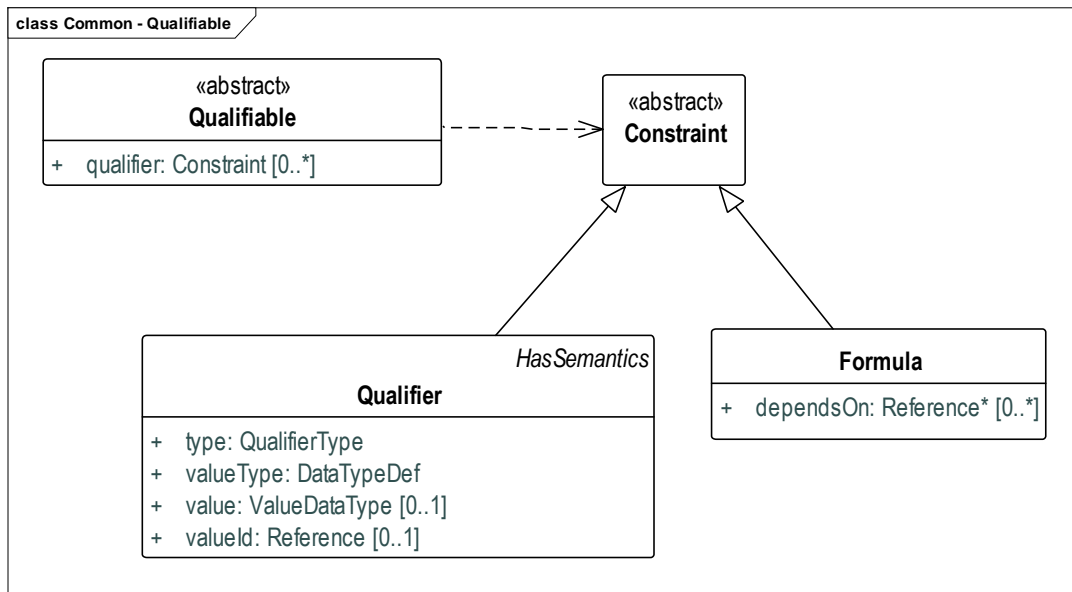 class Common - Qualifiable
«abstract»
Qualifiable
+ qualifier: Constraint [0..*]
«abstract»
Constraint
HasSemantics
Qualifier
+ type: QualifierType
+ valueType: DataTypeDef
+ value: ValueDataType [0..1]
+ valueId: Reference [0..1]
Formula
+ dependsOn: Reference* [0..*]